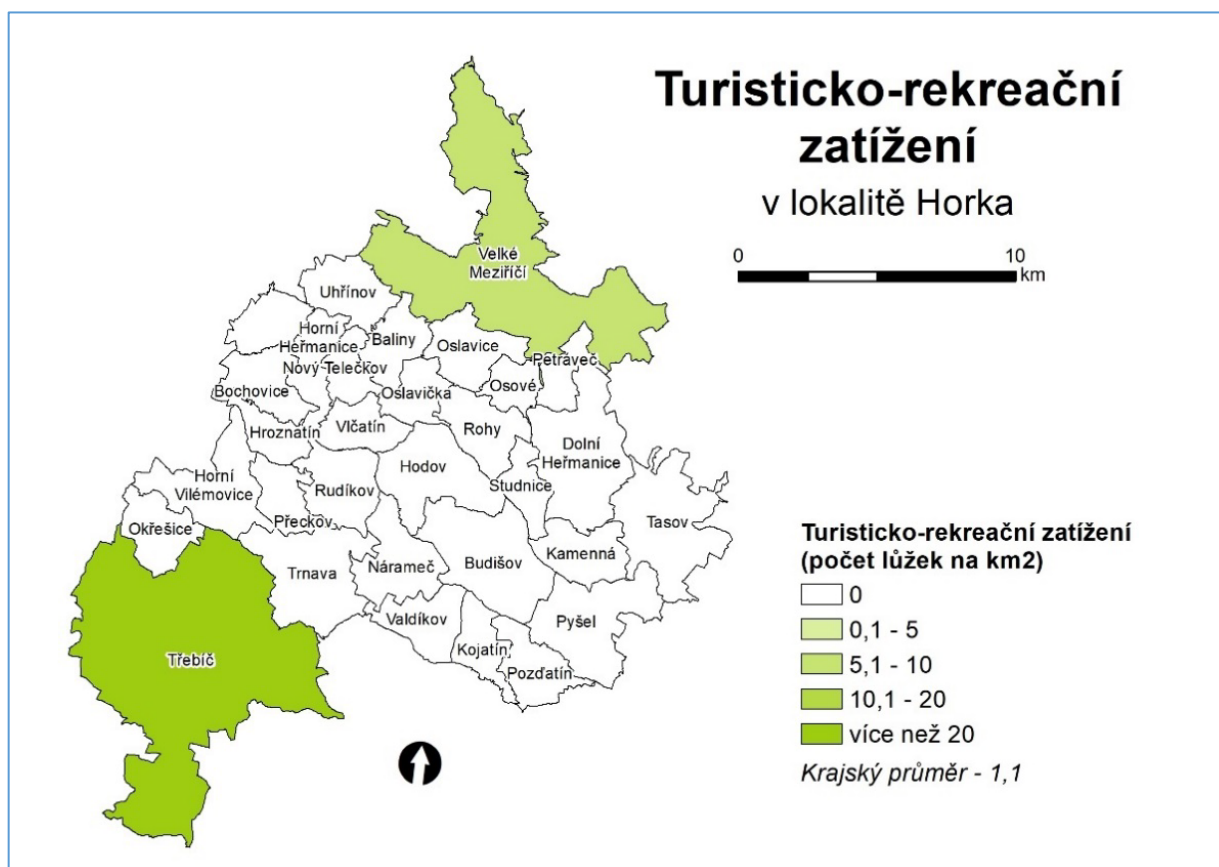 Turisticko-rekreační
zatížení
v lokalitě Horka
0 10
km
Velké
Meziříčí
Uhřínov
Horní
Heřmanice
Baliny
Oslavice
Petráveč
Nový Telečkov
Osové
Bochovice
Oslavička
Hroznatín
Vlčatín
Rohy
Dolní
Heřmanice
Hodov
Horní
Vilémovice
Rudíkov
Studnice
Okřešice
Přeckov
Tasov
Kamenná
Trnava
Nárameč
Budišov
Valdíkov
Pyšel
Kojatín
Pozďatín
Třebíč
Turisticko-rekreační zatížení
(počet lůžek na km2)
0
0,1 - 5
5,1 - 10
10,1 - 20
více než 20
Krajský průměr - 1,1